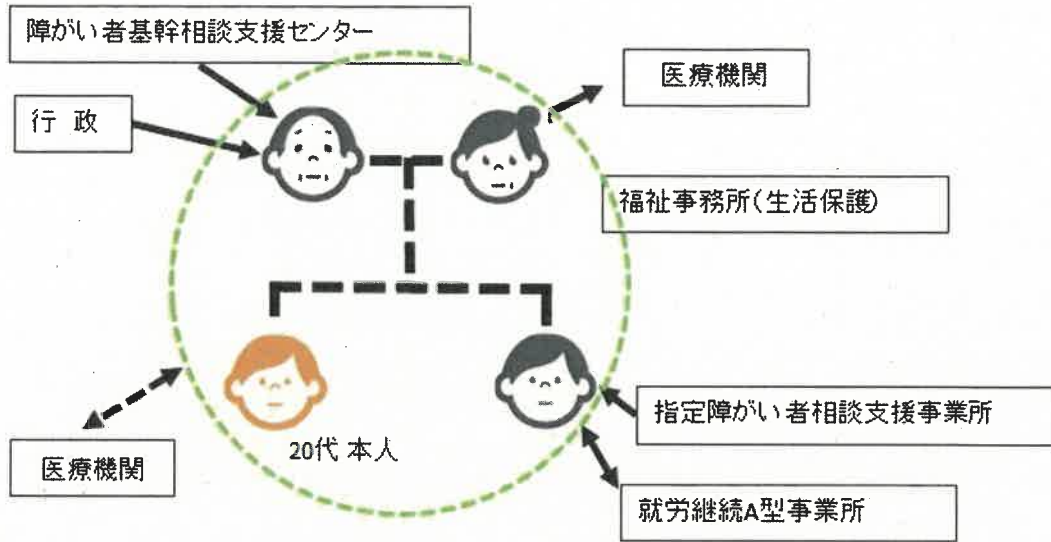 障がい者基幹相談支援センター
医療機関
行 政
福祉事務所(生活保護)
指定障がい者相談支援事業所
20代 本人
医療機関
就労継続A型事業所